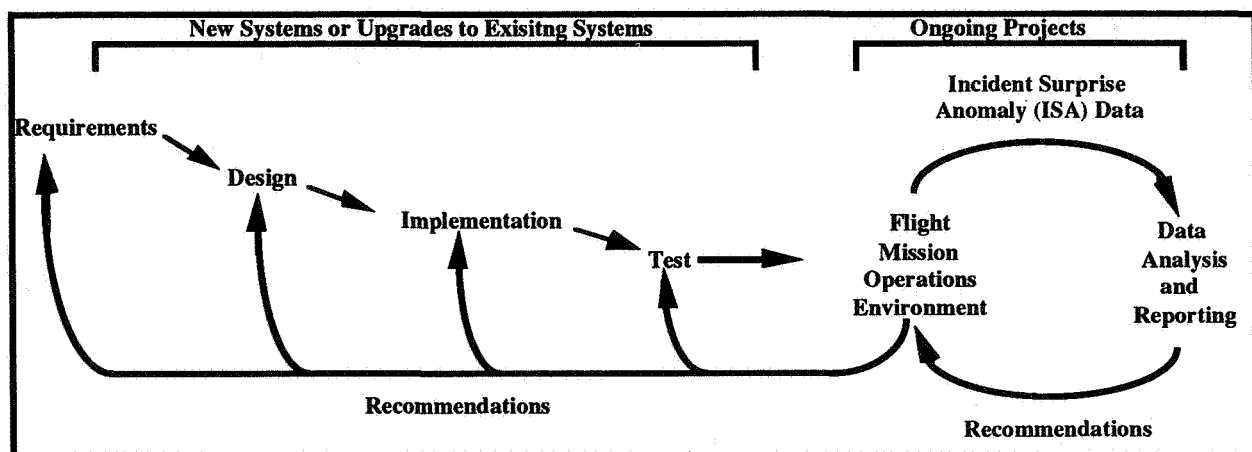 New Systems or Upgrades to Exisitng Systems
Ongoing Projects
Incident Surprise
Anomaly (ISA) Data
Requirements
Design
Implementation
Test
Flight
Mission
Operations
Environment
Data
Analysis
and
Reporting
Recommendations
Recommendations